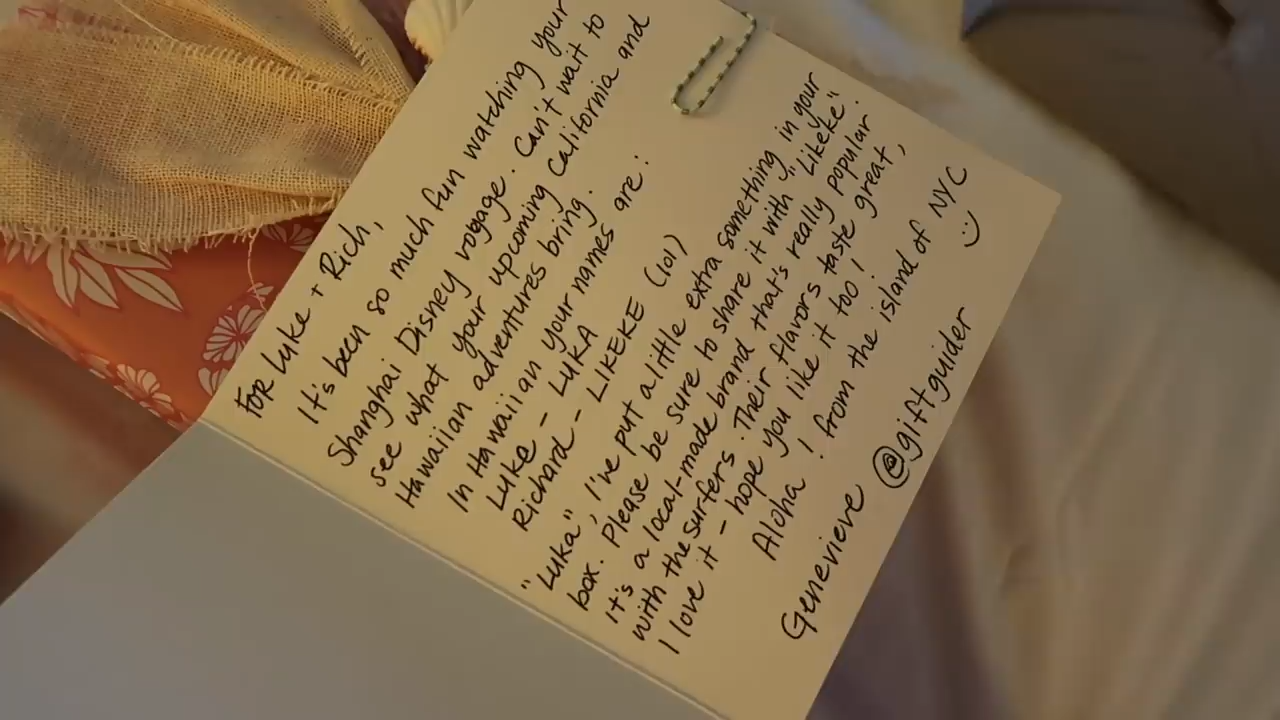 For Luke + Rich,
It's been so much fun watching your
Shanghai Disney voyage. Can't wait to
see what your upcoming California and
Hawaiian adventures bring.
In Hawaiian your names are:
Luke - LUKA
Richard - LIKEKE (lol)
"Luka", I've put a little extra something in your
box. Please be sure to share it with "Likeke"
It's a local-made brand that's really popular
with the surfers. Their flavors taste great,
I love it - hope you like it too!
Aloha! from the island of NYC
Genevieve @giftguider